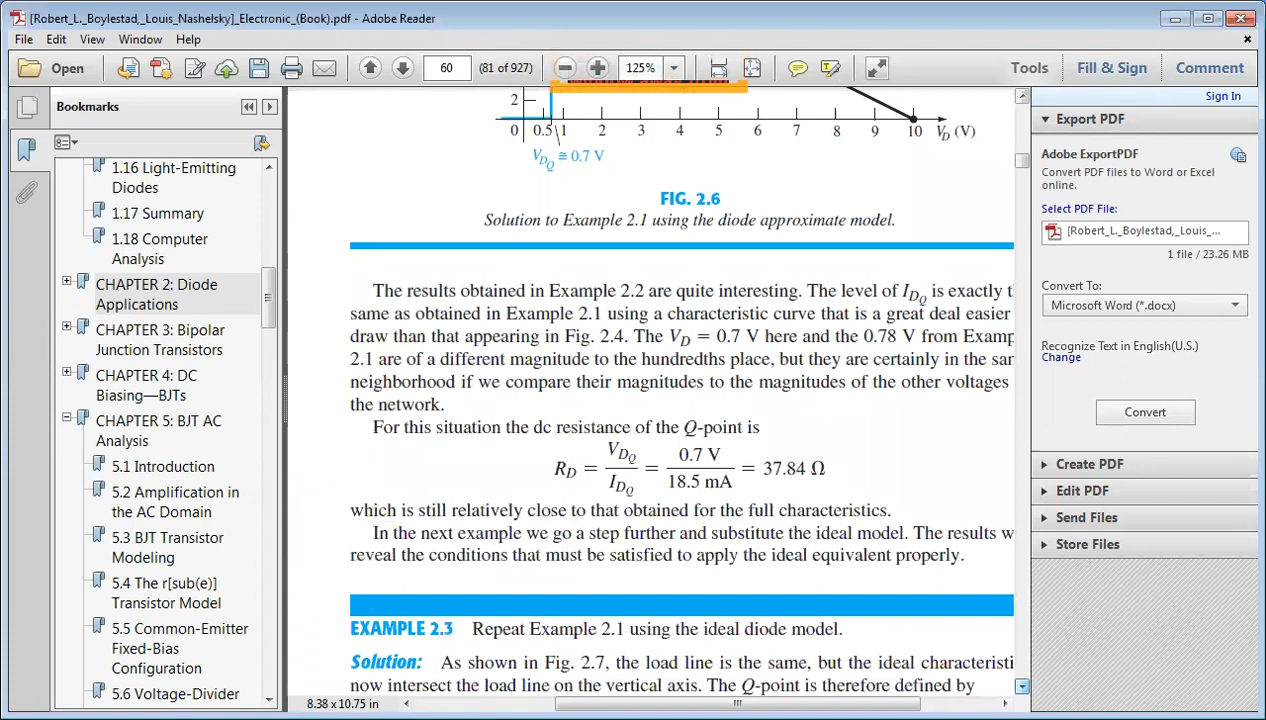 [Robert_L._Boylestad,_Louis_Nashelsky]_Electronic_(Book).pdf - Adobe Reader
File Edit View Window Help
Open 60 (81 of 927) 125% Tools Fill & Sign Comment
Bookmarks
1.16 Light-Emitting
Diodes
1.17 Summary
1.18 Computer
Analysis
CHAPTER 2: Diode
Applications
CHAPTER 3: Bipolar
Junction Transistors
CHAPTER 4: DC
Biasing—BJTs
CHAPTER 5: BJT AC
Analysis
5.1 Introduction
5.2 Amplification in
the AC Domain
5.3 BJT Transistor
Modeling
5.4 The r[sub(e)]
Transistor Model
5.5 Common-Emitter
Fixed-Bias
Configuration
5.6 Voltage-Divider
2
0 0.5 1 2 3 4 5 6 7 8 9 10 V_D (V)
V_DQ ≅ 0.7 V
FIG. 2.6
Solution to Example 2.1 using the diode approximate model.
The results obtained in Example 2.2 are quite interesting. The level of I_DQ is exactly t
same as obtained in Example 2.1 using a characteristic curve that is a great deal easier
draw than that appearing in Fig. 2.4. The V_D = 0.7 V here and the 0.78 V from Examp
2.1 are of a different magnitude to the hundredths place, but they are certainly in the san
neighborhood if we compare their magnitudes to the magnitudes of the other voltages
the network.
For this situation the dc resistance of the Q-point is
R_D = V_DQ / I_DQ = 0.7 V / 18.5 mA = 37.84 Ω
which is still relatively close to that obtained for the full characteristics.
In the next example we go a step further and substitute the ideal model. The results w
reveal the conditions that must be satisfied to apply the ideal equivalent properly.
EXAMPLE 2.3 Repeat Example 2.1 using the ideal diode model.
Solution: As shown in Fig. 2.7, the load line is the same, but the ideal characteristi
now intersect the load line on the vertical axis. The Q-point is therefore defined by
8.38 x 10.75 in
Sign In
Export PDF
Adobe ExportPDF
Convert PDF files to Word or Excel
online.
Select PDF File:
[Robert_L._Boylestad,_Louis_...
1 file / 23.26 MB
Convert To:
Microsoft Word (*.docx)
Recognize Text in English(U.S.)
Change
Convert
Create PDF
Edit PDF
Send Files
Store Files